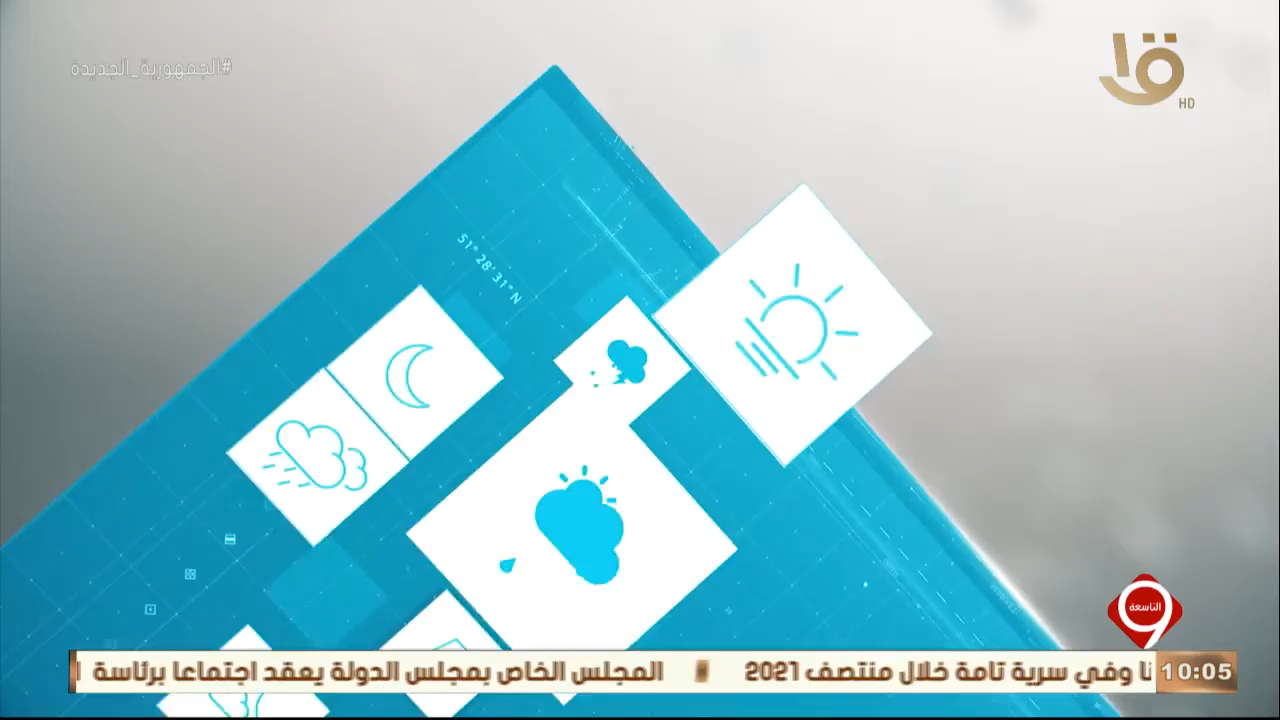 #الجمهورية_الجديدة
HD
51° 28' 31" N
التاسعة
9
نا وفي سرية تامة خلال منتصف 2021 المجلس الخاص بمجلس الدولة يعقد اجتماعا برئاسة
10:05